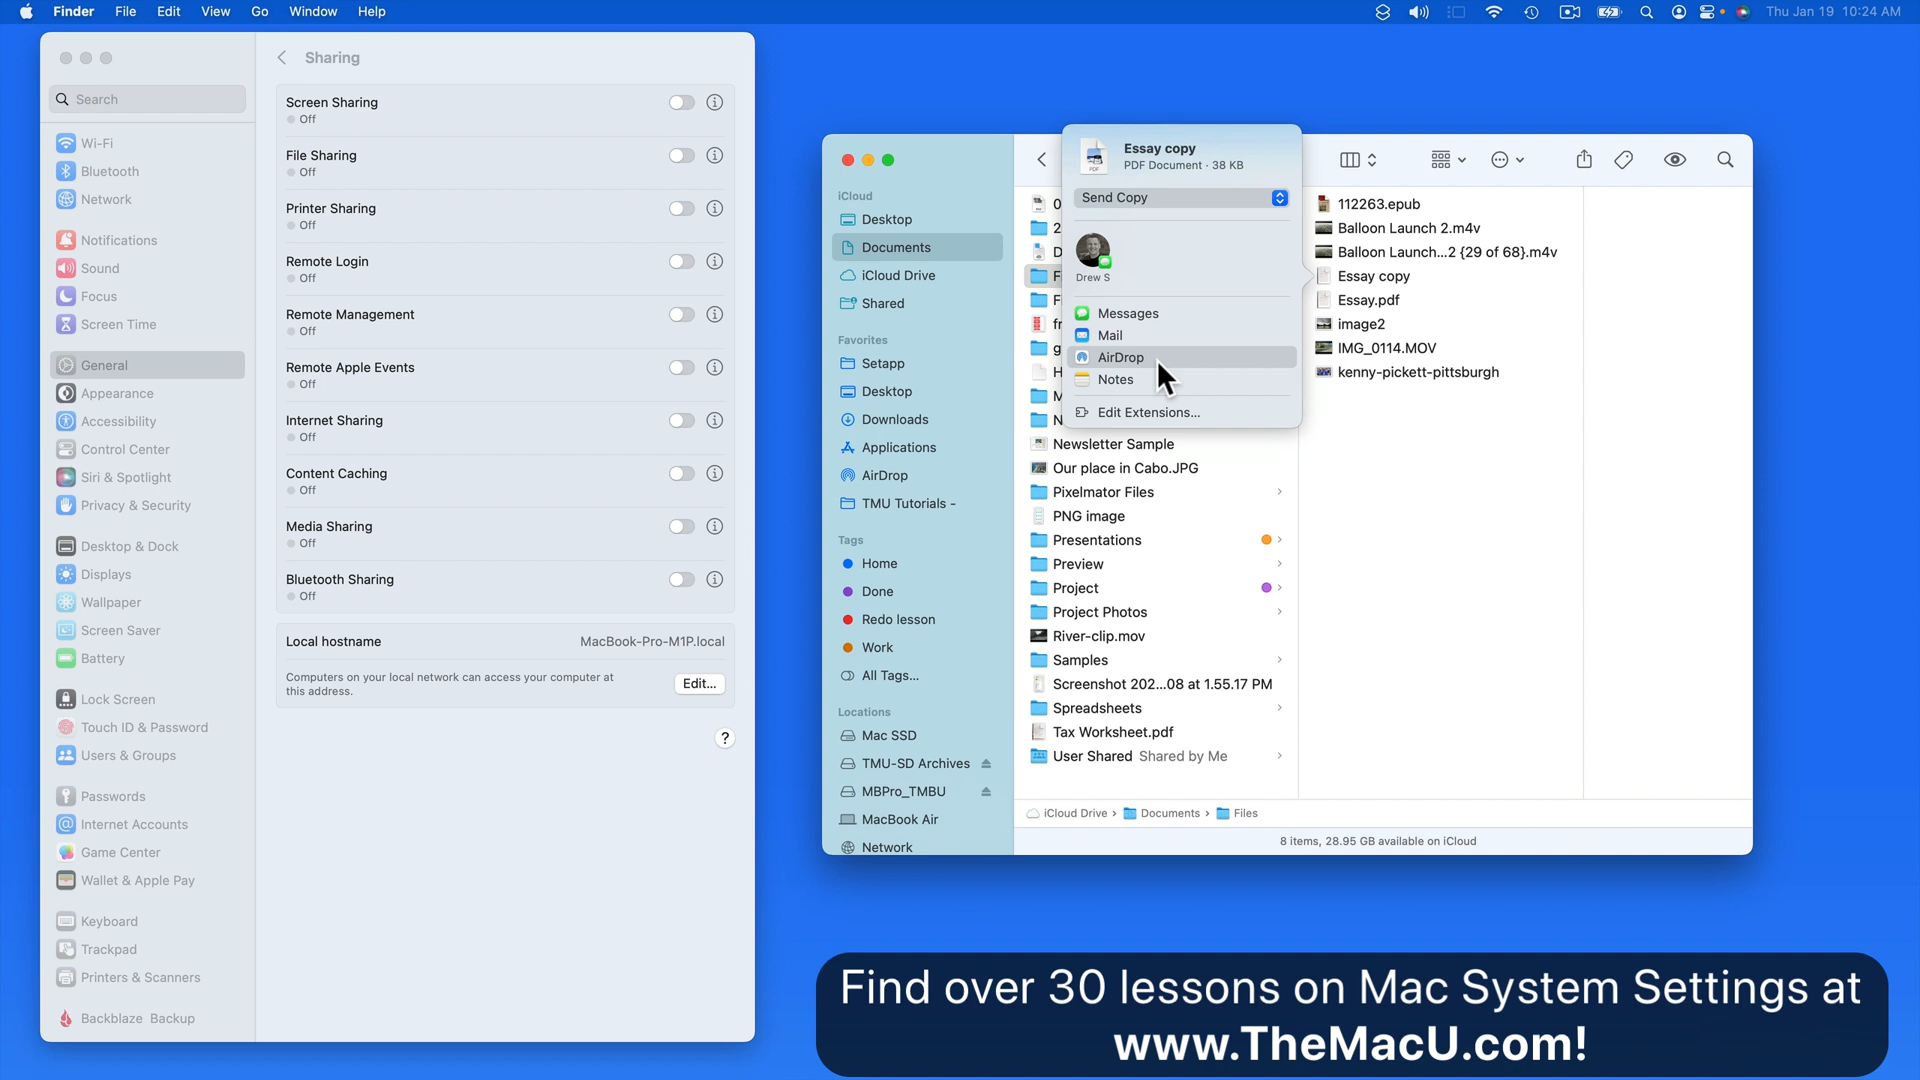 Finder File Edit View Go Window Help
Thu Jan 19 10:24 AM
Search
Wi-Fi
Bluetooth
Network
Notifications
Sound
Focus
Screen Time
General
Appearance
Accessibility
Control Center
Siri & Spotlight
Privacy & Security
Desktop & Dock
Displays
Wallpaper
Screen Saver
Battery
Lock Screen
Touch ID & Password
Users & Groups
Passwords
Internet Accounts
Game Center
Wallet & Apple Pay
Keyboard
Trackpad
Printers & Scanners
Backblaze Backup
Sharing
Screen Sharing
Off
File Sharing
Off
Printer Sharing
Off
Remote Login
Off
Remote Management
Off
Remote Apple Events
Off
Internet Sharing
Off
Content Caching
Off
Media Sharing
Off
Bluetooth Sharing
Off
Local hostname MacBook-Pro-M1P.local
Computers on your local network can access your computer at
this address.
Edit...
?
iCloud
Desktop
Documents
iCloud Drive
Shared
Favorites
Setapp
Desktop
Downloads
Applications
AirDrop
TMU Tutorials -
Tags
Home
Done
Redo lesson
Work
All Tags...
Locations
Mac SSD
TMU-SD Archives
MBPro_TMBU
MacBook Air
Network
Essay copy
PDF Document · 38 KB
Send Copy
Drew S
Messages
Mail
AirDrop
Notes
Edit Extensions...
Newsletter Sample
Our place in Cabo.JPG
Pixelmator Files
PNG image
Presentations
Preview
Project
Project Photos
River-clip.mov
Samples
Screenshot 202...08 at 1.55.17 PM
Spreadsheets
Tax Worksheet.pdf
User Shared Shared by Me
112263.epub
Balloon Launch 2.m4v
Balloon Launch...2 {29 of 68}.m4v
Essay copy
Essay.pdf
image2
IMG_0114.MOV
kenny-pickett-pittsburgh
iCloud Drive › Documents › Files
8 items, 28.95 GB available on iCloud
Find over 30 lessons on Mac System Settings at
www.TheMacU.com!